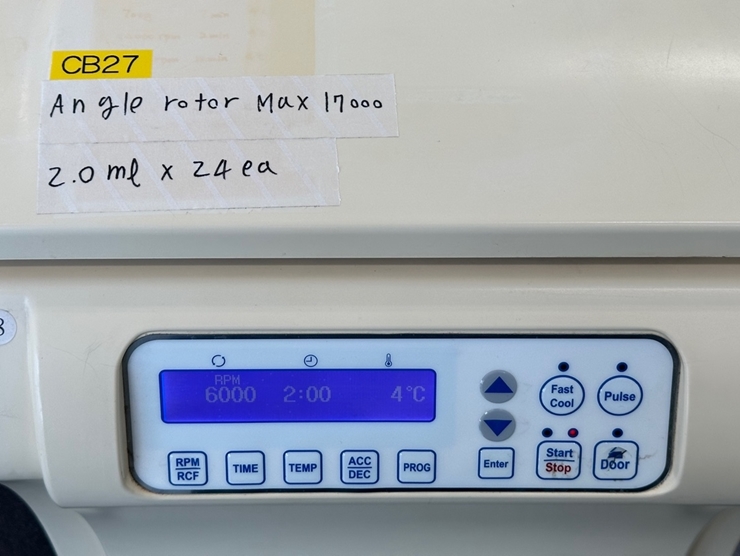 CB27
Angle rotor Max 17000
2.0 ml x 24 ea
8
RPM
6000 2:00 4°C
Fast
Cool
Pulse
RPM
RCF
TIME
TEMP
ACC
DEC
PROG
Enter
Start
Stop
Door